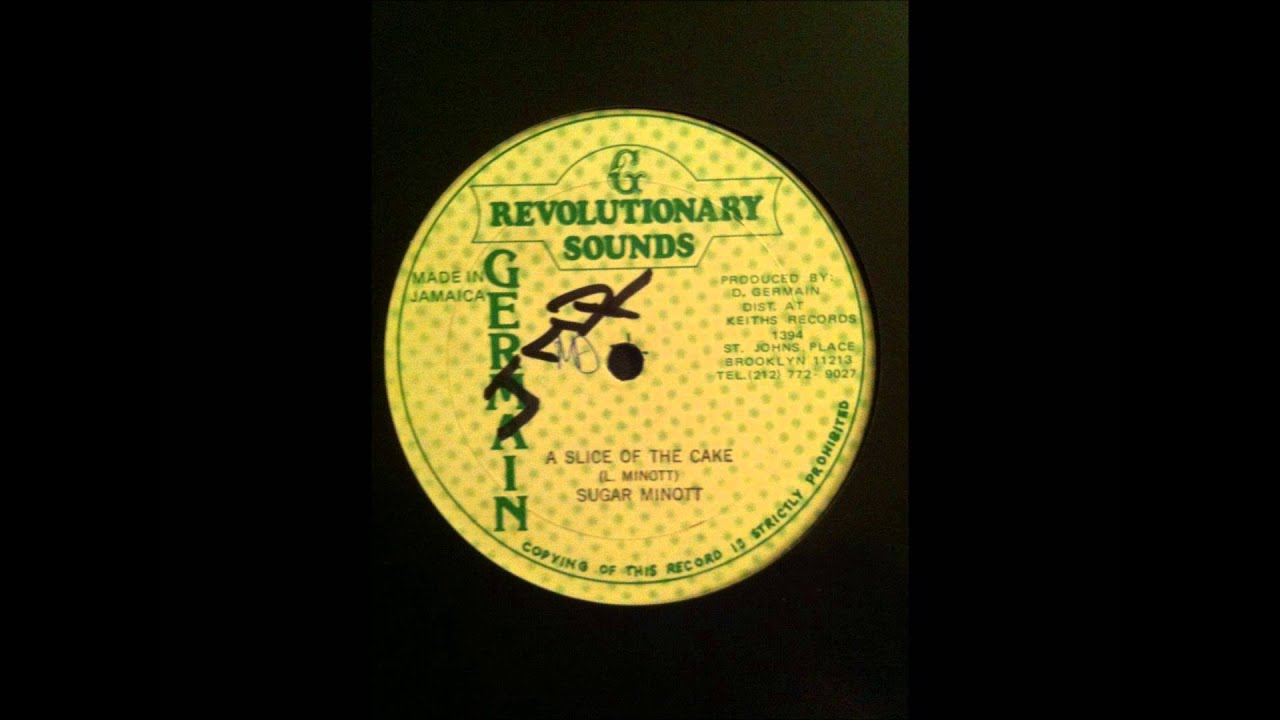 G
REVOLUTIONARY
SOUNDS
GERMAIN
MADE IN
JAMAICA
PRODUCED BY:
D. GERMAIN
DIST. AT
KEITHS RECORDS
1394
ST. JOHNS PLACE
BROOKLYN 11213
TEL.(212) 772-9027
A SLICE OF THE CAKE
(L. MINOTT)
SUGAR MINOTT
COPYING OF THIS RECORD IS STRICTLY PROHIBITED